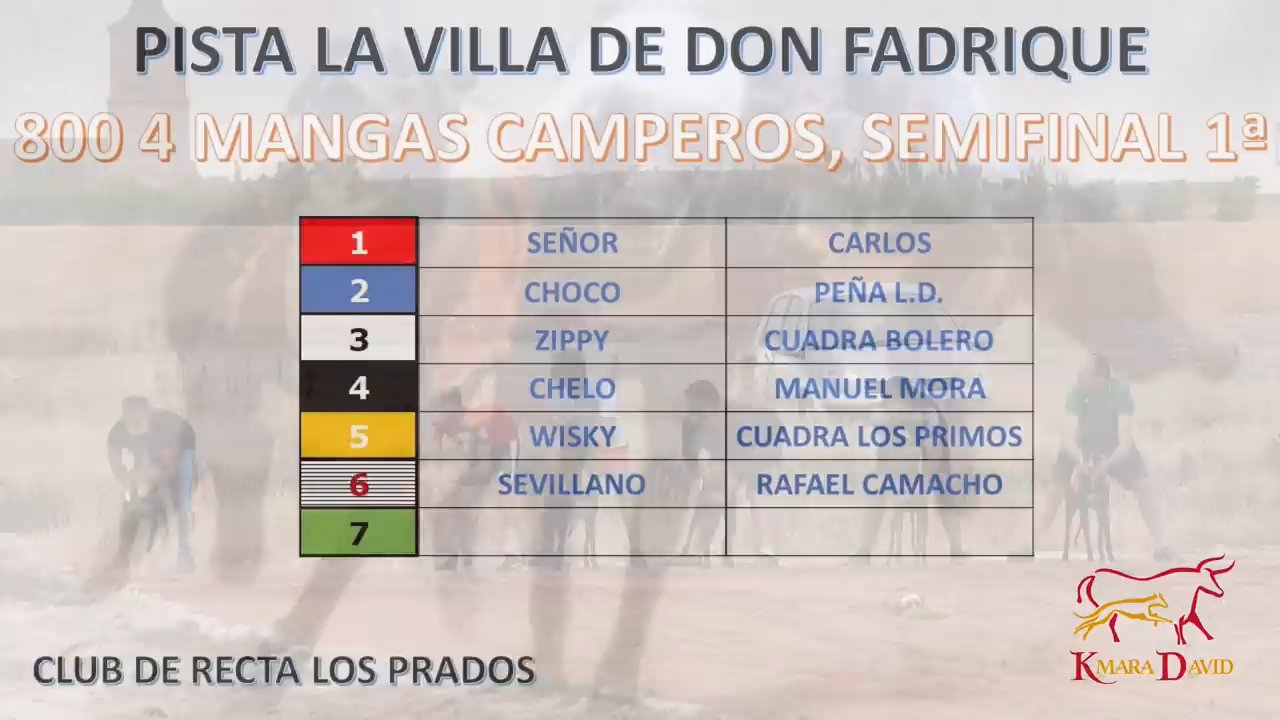 PISTA LA VILLA DE DON FADRIQUE
800 4 MANGAS CAMPEROS, SEMIFINAL 1ª
1 SEÑOR CARLOS
2 CHOCO PEÑA L.D.
3 ZIPPY CUADRA BOLERO
4 CHELO MANUEL MORA
5 WISKY CUADRA LOS PRIMOS
6 SEVILLANO RAFAEL CAMACHO
7
CLUB DE RECTA LOS PRADOS
KMARA DAVID